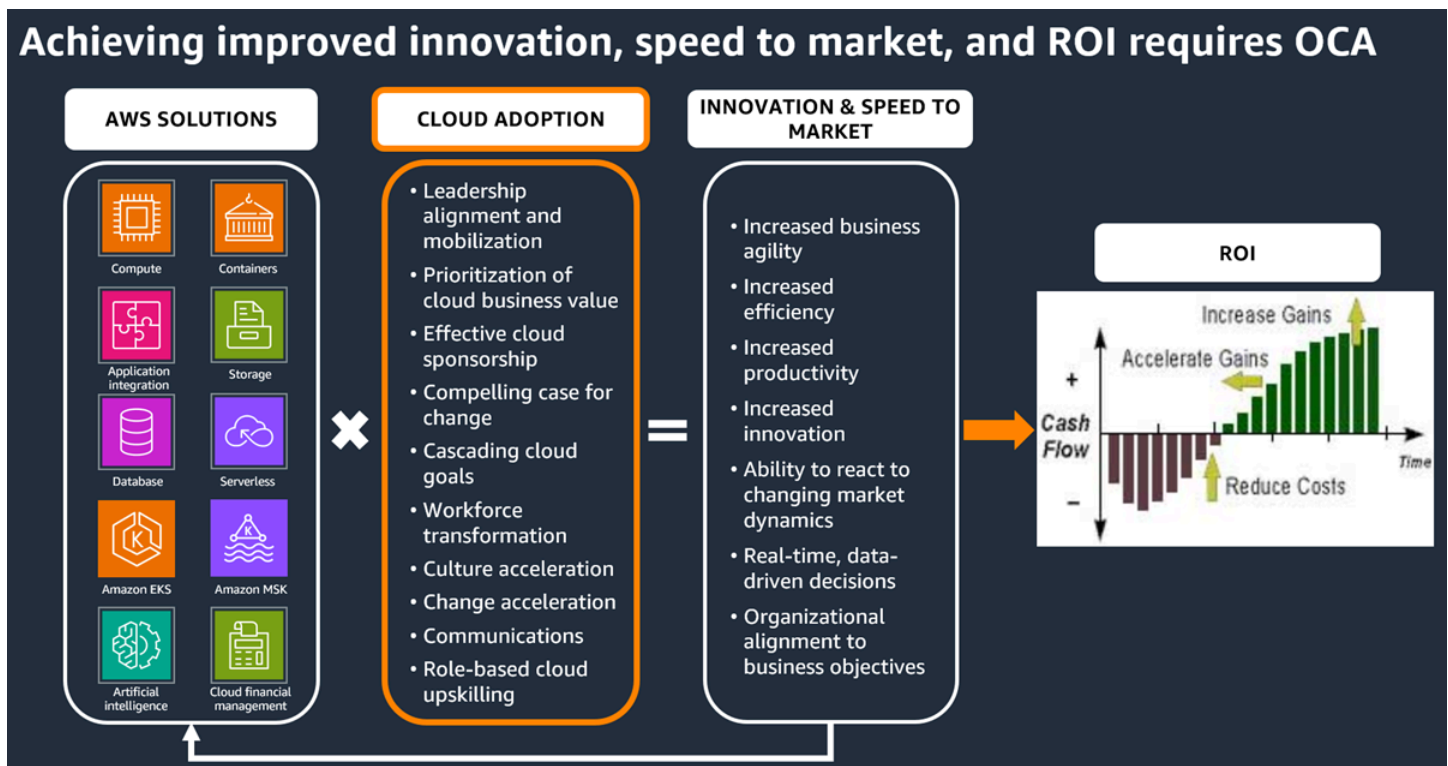 Achieving improved innovation, speed to market, and ROI requires OCA
AWS SOLUTIONS
Compute
Containers
Application
integration
Storage
Database
Serverless
Amazon EKS
Amazon MSK
Artificial
intelligence
Cloud financial
management
CLOUD ADOPTION
• Leadership
alignment and
mobilization
• Prioritization of
cloud business value
• Effective cloud
sponsorship
• Compelling case for
change
• Cascading cloud
goals
• Workforce
transformation
• Culture acceleration
• Change acceleration
• Communications
• Role-based cloud
upskilling
INNOVATION & SPEED TO
MARKET
• Increased business
agility
• Increased
efficiency
• Increased
productivity
• Increased
innovation
• Ability to react to
changing market
dynamics
• Real-time, data-
driven decisions
• Organizational
alignment to
business objectives
ROI
Increase Gains
Accelerate Gains
+
Cash
Flow
−
Time
Reduce Costs